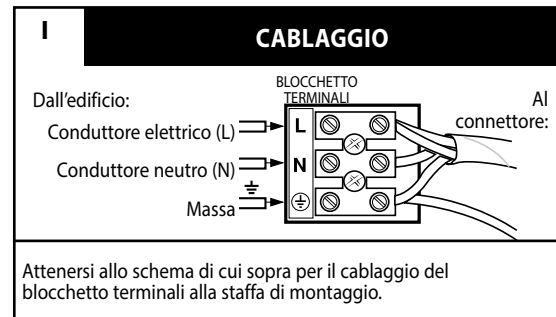 I
CABLAGGIO
BLOCCHETTO
TERMINALI
Dall'edificio:
Al
connettore:
Conduttore elettrico (L)
L
Conduttore neutro (N)
N
Massa
Attenersi allo schema di cui sopra per il cablaggio del
blocchetto terminali alla staffa di montaggio.